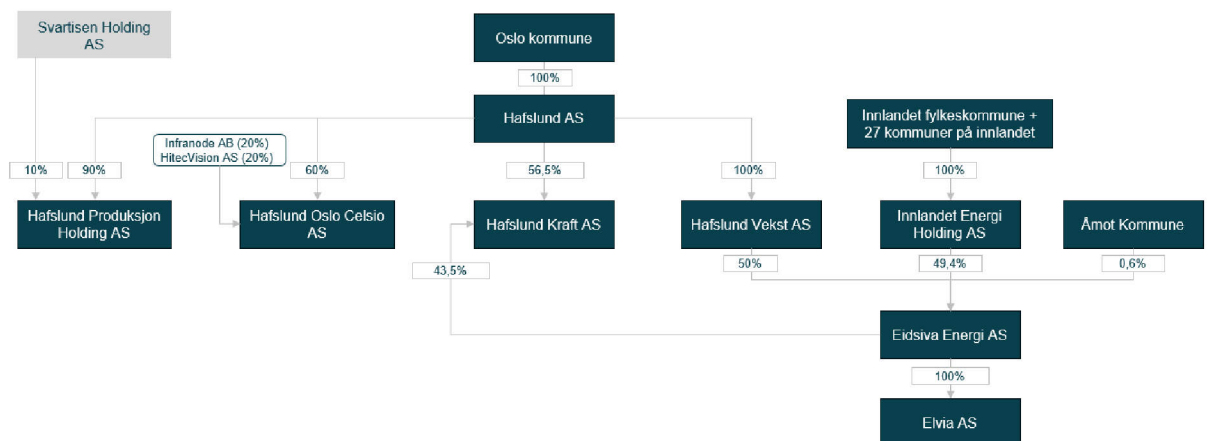 Svartisen Holding
AS
Oslo kommune
100%
Hafslund AS
Innlandet fylkeskommune +
27 kommuner på innlandet
Infranode AB (20%)
HitecVision AS (20%)
10%
90%
60%
56,5%
100%
100%
Hafslund Produksjon
Holding AS
Hafslund Oslo Celsio
AS
Hafslund Kraft AS
Hafslund Vekst AS
Innlandet Energi
Holding AS
Åmot Kommune
43,5%
50%
49,4%
0,6%
Eidsiva Energi AS
100%
Elvia AS